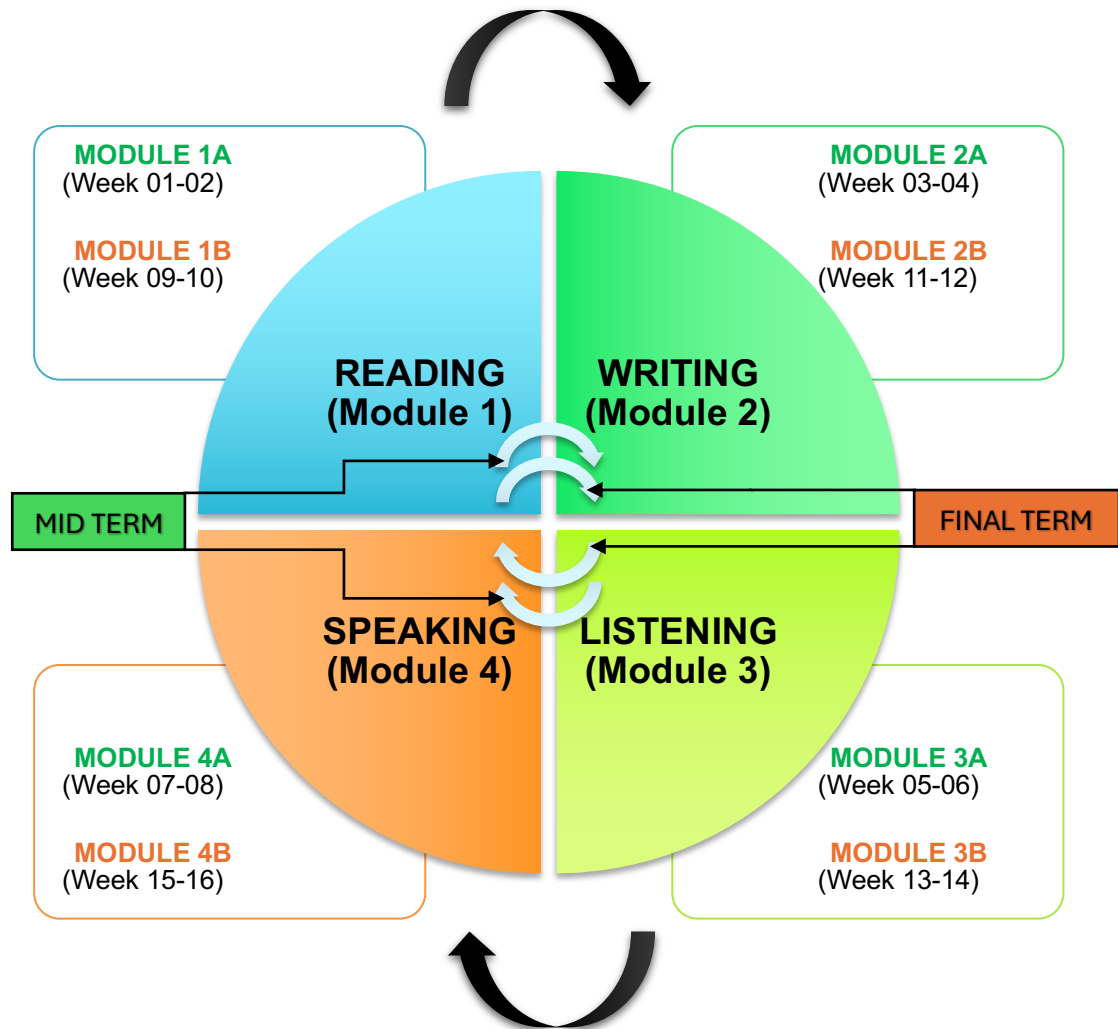 MODULE 1A
(Week 01-02)
MODULE 1B
(Week 09-10)
MODULE 2A
(Week 03-04)
MODULE 2B
(Week 11-12)
READING
(Module 1)
WRITING
(Module 2)
MID TERM
FINAL TERM
SPEAKING
(Module 4)
LISTENING
(Module 3)
MODULE 4A
(Week 07-08)
MODULE 4B
(Week 15-16)
MODULE 3A
(Week 05-06)
MODULE 3B
(Week 13-14)